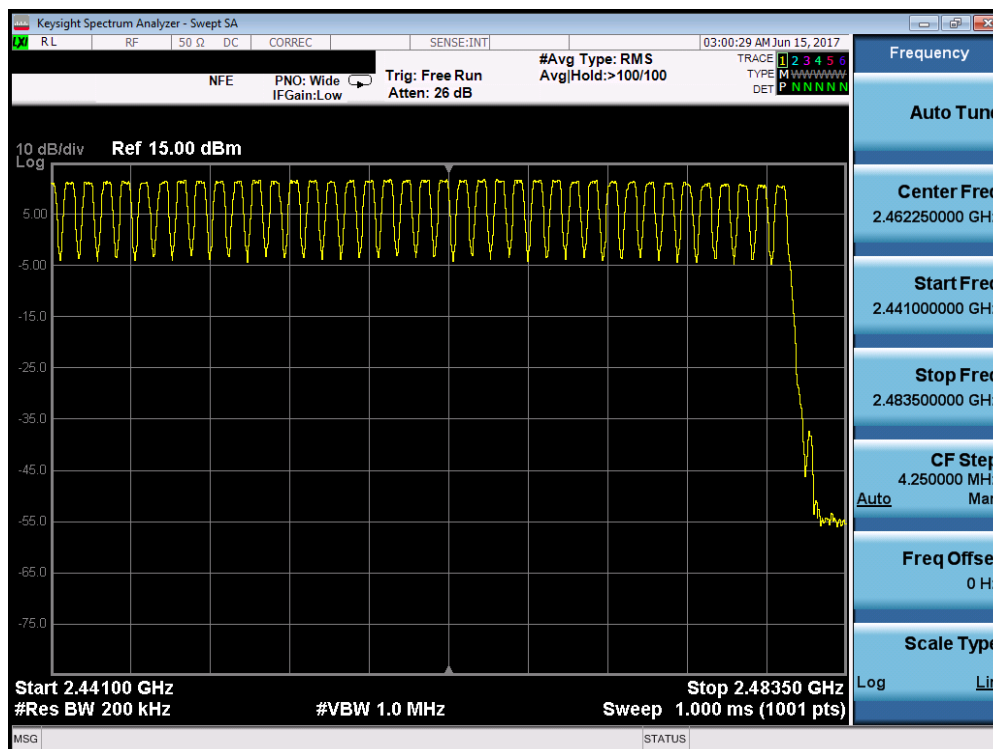 Keysight Spectrum Analyzer - Swept SA
LXI RL RF 50 Ω DC CORREC SENSE:INT 03:00:29 AM Jun 15, 2017
NFE PNO: Wide IFGain:Low
Trig: Free Run
Atten: 26 dB
#Avg Type: RMS
Avg|Hold:>100/100
TRACE 1 2 3 4 5 6
TYPE M W W W W W
DET P N N N N N
10 dB/div Ref 15.00 dBm
Log
5.00
-5.00
-15.0
-25.0
-35.0
-45.0
-55.0
-65.0
-75.0
Start 2.44100 GHz Stop 2.48350 GHz
#Res BW 200 kHz #VBW 1.0 MHz Sweep 1.000 ms (1001 pts)
MSG STATUS
Frequency
Auto Tun
Center Fre
2.462250000 GH
Start Fre
2.441000000 GH
Stop Fre
2.483500000 GH
CF Step
4.250000 MH
Auto Ma
Freq Offse
0 H
Scale Type
Log Li